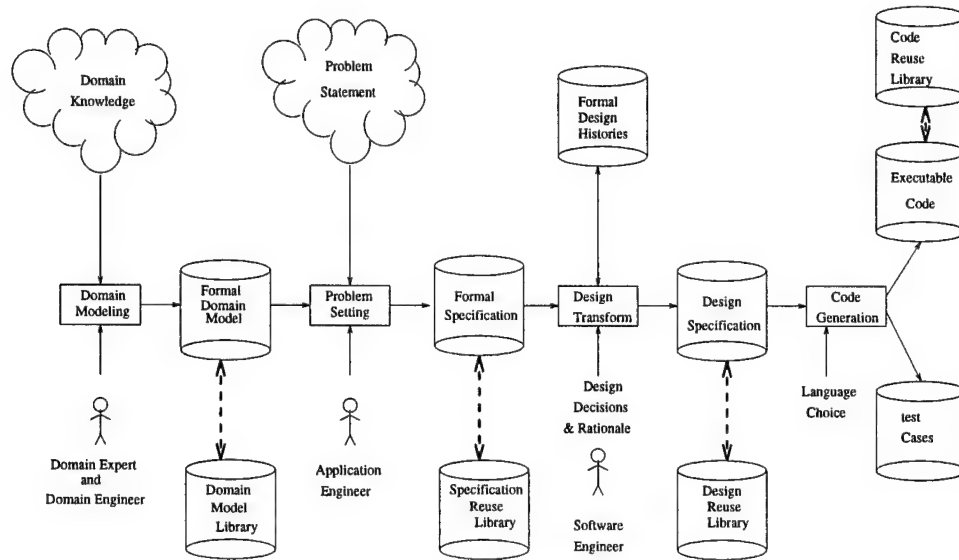 Domain
Knowledge
Problem
Statement
Formal
Design
Histories
Code
Reuse
Library
Executable
Code
Domain
Modeling
Formal
Domain
Model
Problem
Setting
Formal
Specification
Design
Transform
Design
Specification
Code
Generation
Language
Choice
test
Cases
Design
Decisions
& Rationale
Domain Expert
and
Domain Engineer
Domain
Model
Library
Application
Engineer
Specification
Reuse
Library
Software
Engineer
Design
Reuse
Library